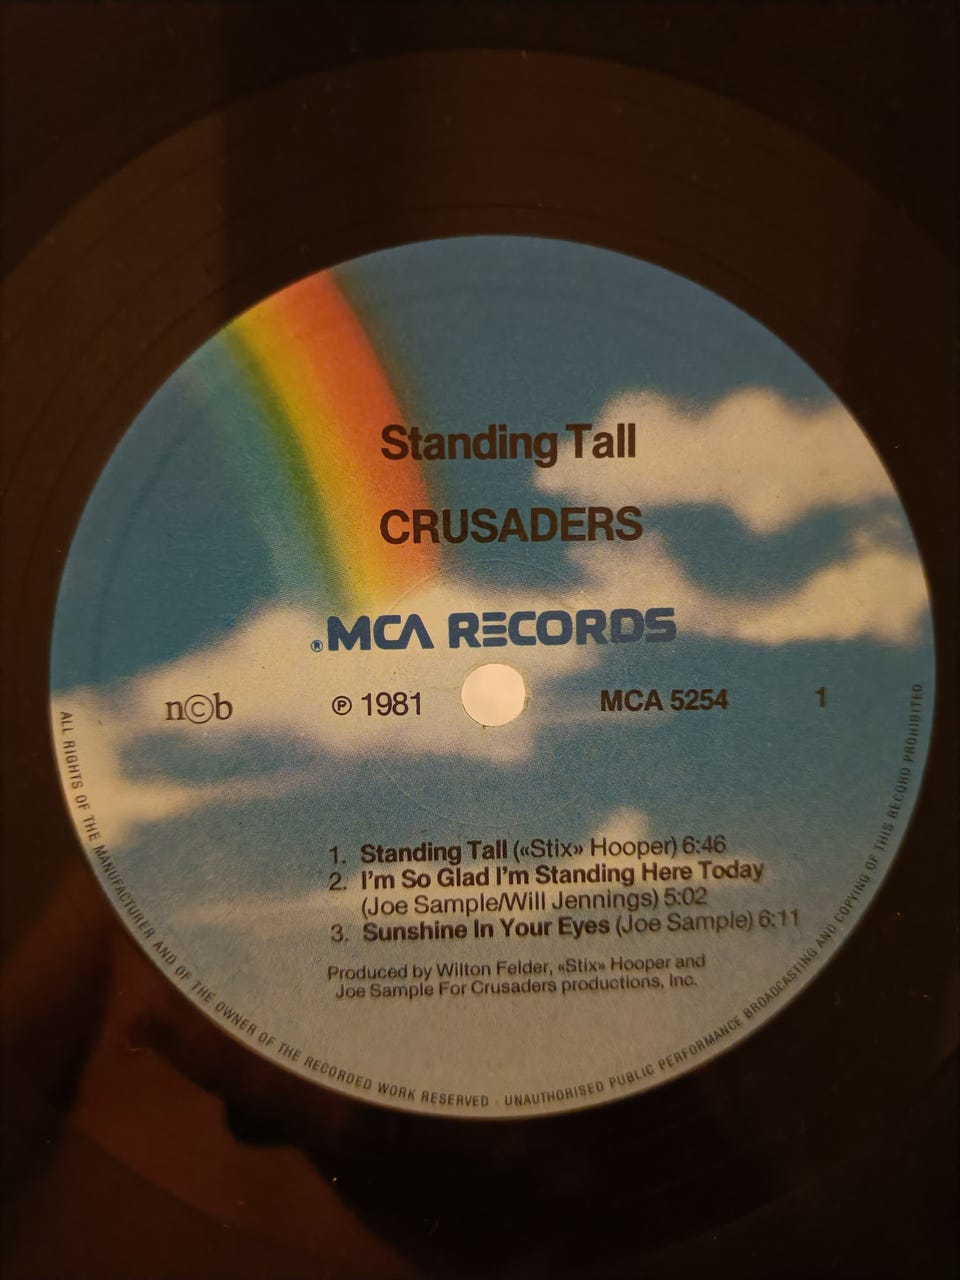 Standing Tall
CRUSADERS
®MCA RECORDS
n©b
℗ 1981
MCA 5254
1
1. Standing Tall («Stix» Hooper) 6:46
2. I'm So Glad I'm Standing Here Today
(Joe Sample/Will Jennings) 5:02
3. Sunshine In Your Eyes (Joe Sample) 6:11
Produced by Wilton Felder, «Stix» Hooper and
Joe Sample For Crusaders productions, Inc.
ALL RIGHTS OF THE MANUFACTURER AND OF THE OWNER OF THE RECORDED WORK RESERVED · UNAUTHORISED PUBLIC PERFORMANCE BROADCASTING AND COPYING OF THIS RECORD PROHIBITED